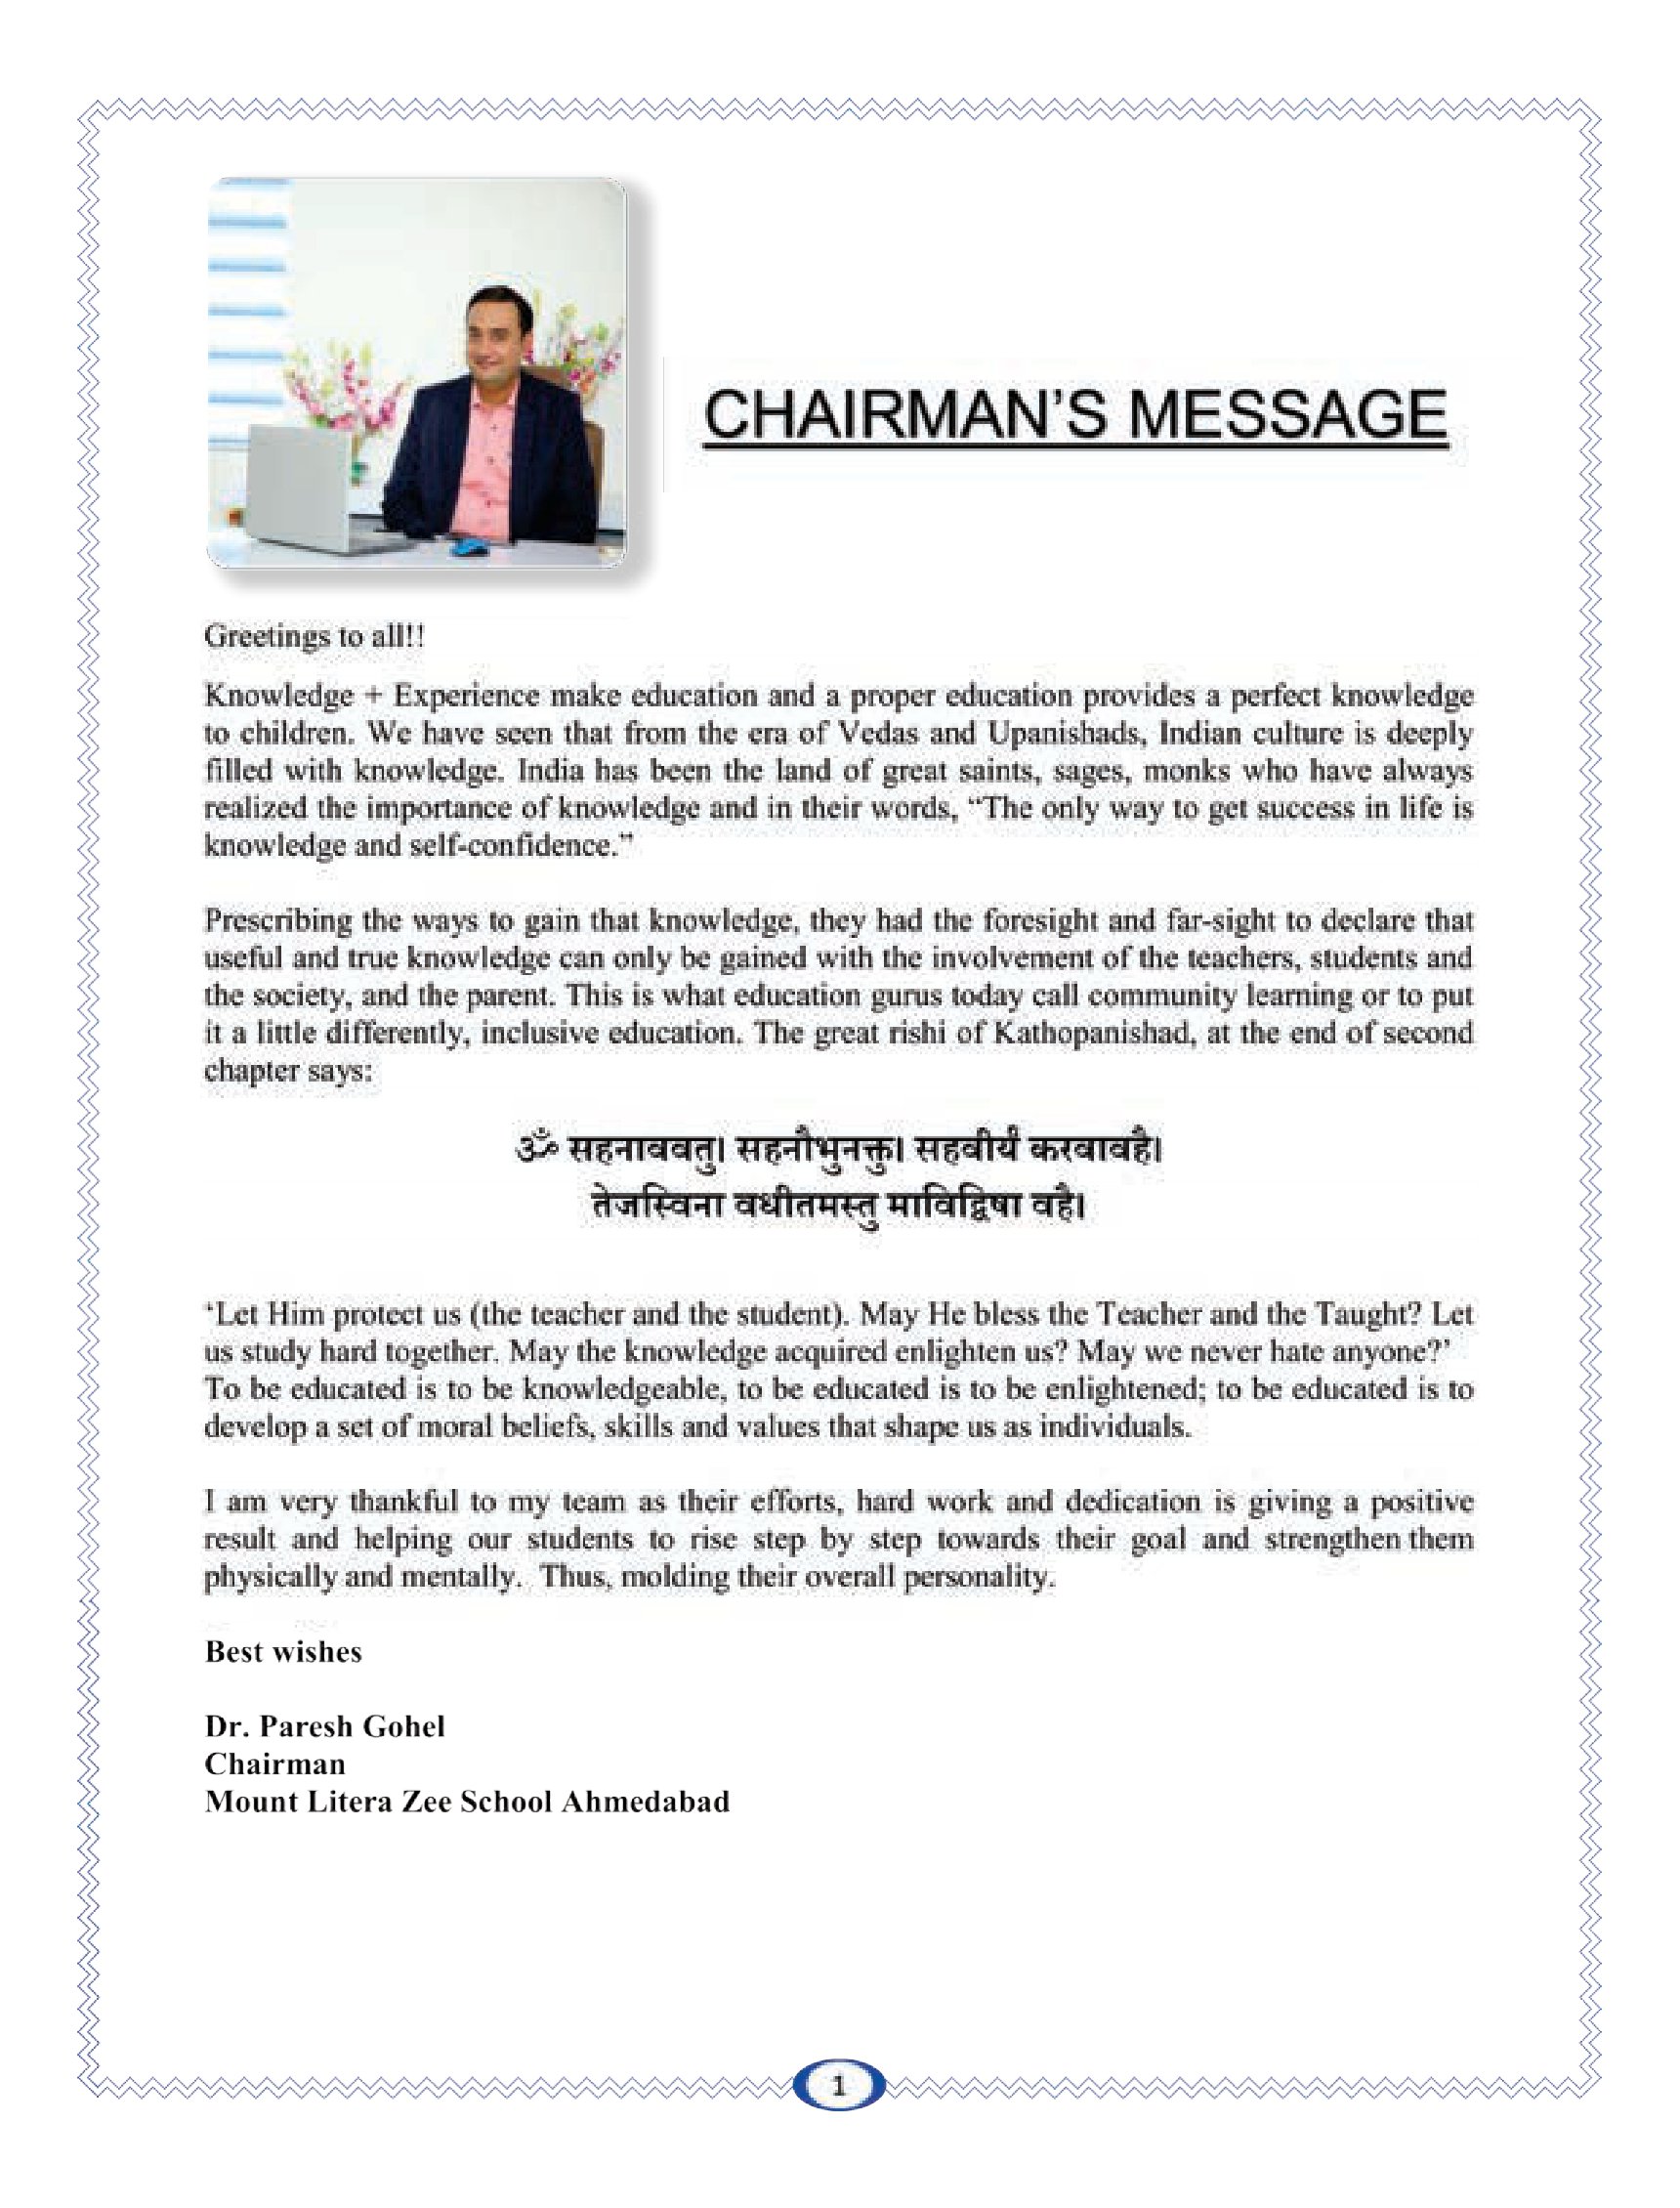 CHAIRMAN'S MESSAGE
Greetings to all!!
Knowledge + Experience make education and a proper education provides a perfect knowledge
to children. We have seen that from the era of Vedas and Upanishads, Indian culture is deeply
filled with knowledge. India has been the land of great saints, sages, monks who have always
realized the importance of knowledge and in their words, “The only way to get success in life is
knowledge and self-confidence.”
Prescribing the ways to gain that knowledge, they had the foresight and far-sight to declare that
useful and true knowledge can only be gained with the involvement of the teachers, students and
the society, and the parent. This is what education gurus today call community learning or to put
it a little differently, inclusive education. The great rishi of Kathopanishad, at the end of second
chapter says:
ॐ सहनाववतु। सहनौभुनक्तु। सहवीर्यं करवावहै।
तेजस्विना वधीतमस्तु माविद्विषा वहै।
‘Let Him protect us (the teacher and the student). May He bless the Teacher and the Taught? Let
us study hard together. May the knowledge acquired enlighten us? May we never hate anyone?’
To be educated is to be knowledgeable, to be educated is to be enlightened; to be educated is to
develop a set of moral beliefs, skills and values that shape us as individuals.
I am very thankful to my team as their efforts, hard work and dedication is giving a positive
result and helping our students to rise step by step towards their goal and strengthen them
physically and mentally. Thus, molding their overall personality.
Best wishes
Dr. Paresh Gohel
Chairman
Mount Litera Zee School Ahmedabad
1